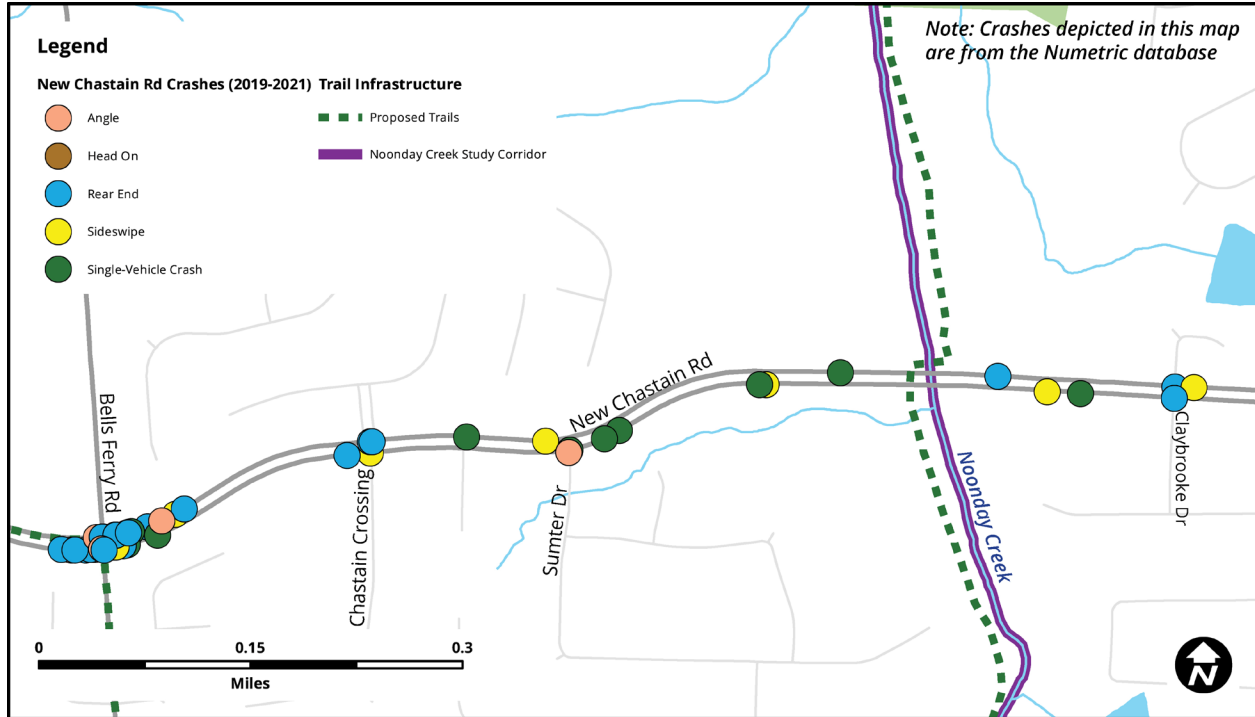 Note: Crashes depicted in this map
are from the Numetric database
Legend
New Chastain Rd Crashes (2019-2021)
Angle
Head On
Rear End
Sideswipe
Single-Vehicle Crash
Trail Infrastructure
Proposed Trails
Noonday Creek Study Corridor
Bells Ferry Rd
Chastain Crossing
Sumter Dr
New Chastain Rd
Noonday Creek
Claybrooke Dr
0 0.15 0.3
Miles
N